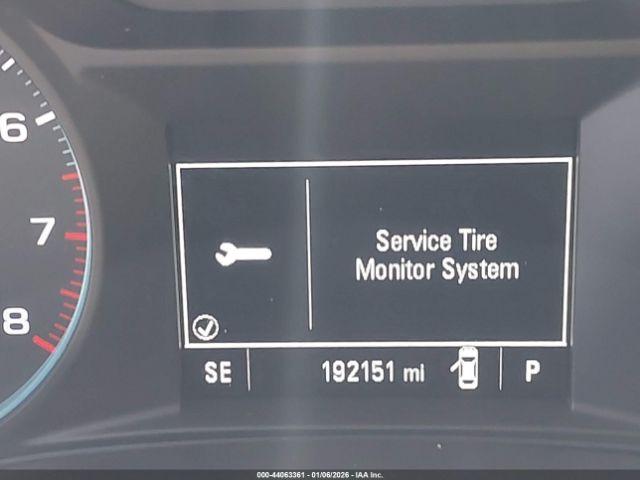 6
7
8
Service Tire
Monitor System
SE 192151 mi P
000-44063361 - 01/06/2026 - IAA Inc.